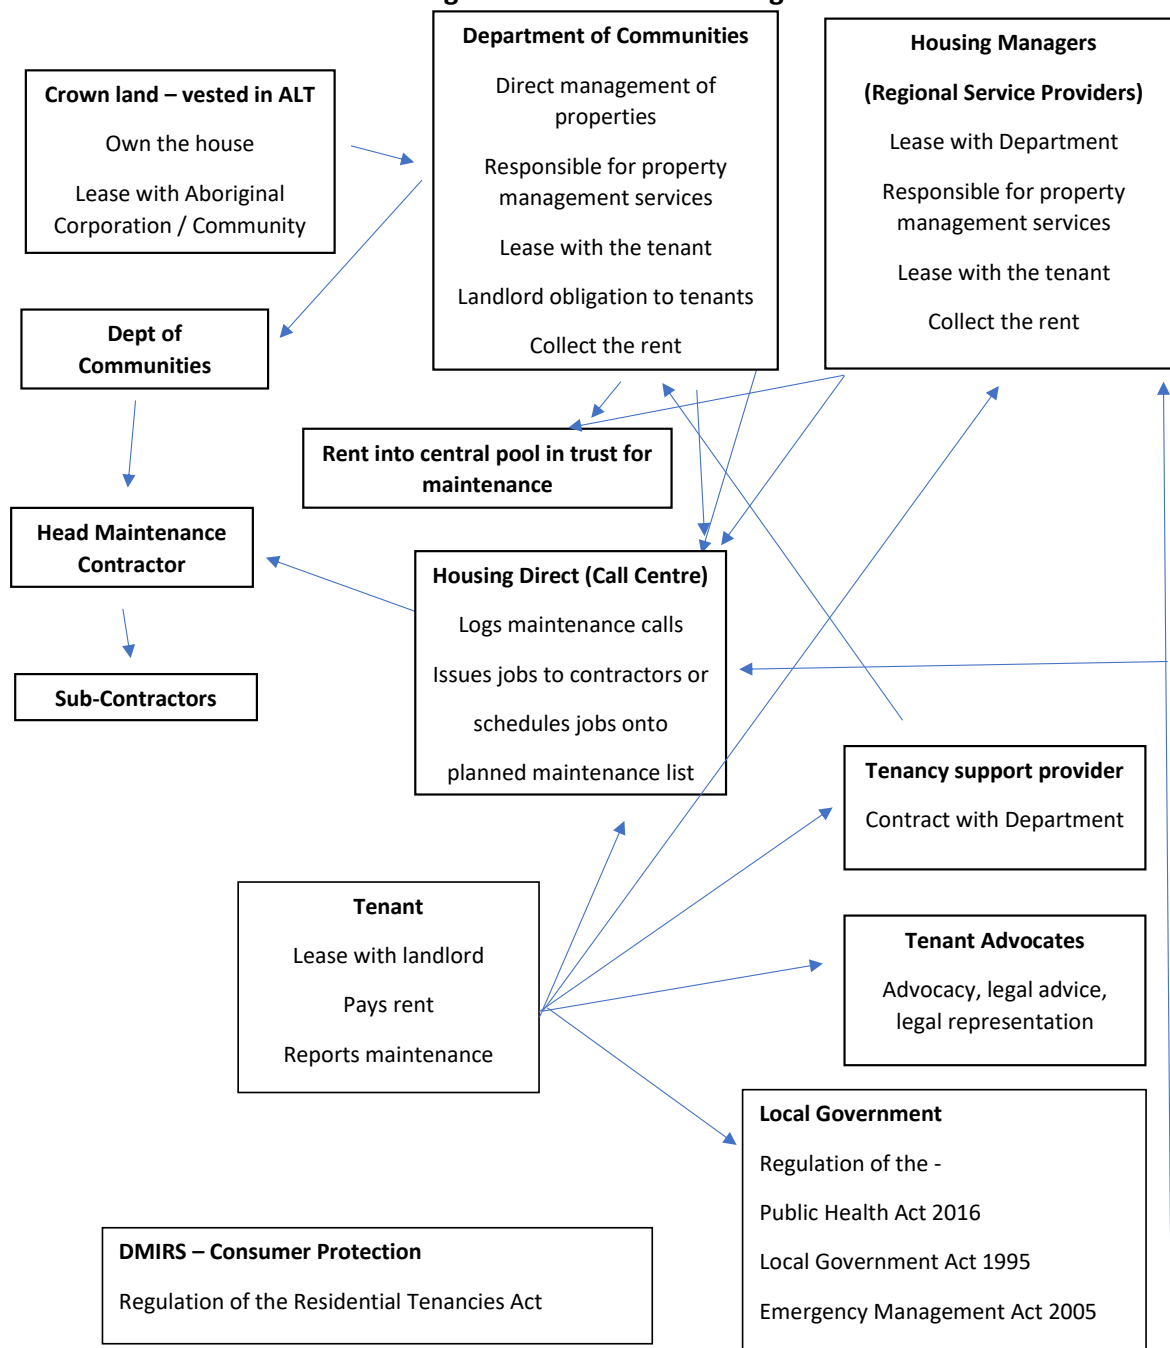 Department of Communities
Direct management of
properties
Responsible for property
management services
Lease with the tenant
Landlord obligation to tenants
Collect the rent
Housing Managers
(Regional Service Providers)
Lease with Department
Responsible for property
management services
Lease with the tenant
Collect the rent
Crown land – vested in ALT
Own the house
Lease with Aboriginal
Corporation / Community
Dept of
Communities
Rent into central pool in trust for
maintenance
Head Maintenance
Contractor
Housing Direct (Call Centre)
Logs maintenance calls
Issues jobs to contractors or
schedules jobs onto
planned maintenance list
Sub-Contractors
Tenancy support provider
Contract with Department
Tenant
Lease with landlord
Pays rent
Reports maintenance
Tenant Advocates
Advocacy, legal advice,
legal representation
Local Government
Regulation of the -
Public Health Act 2016
Local Government Act 1995
Emergency Management Act 2005
DMIRS – Consumer Protection
Regulation of the Residential Tenancies Act